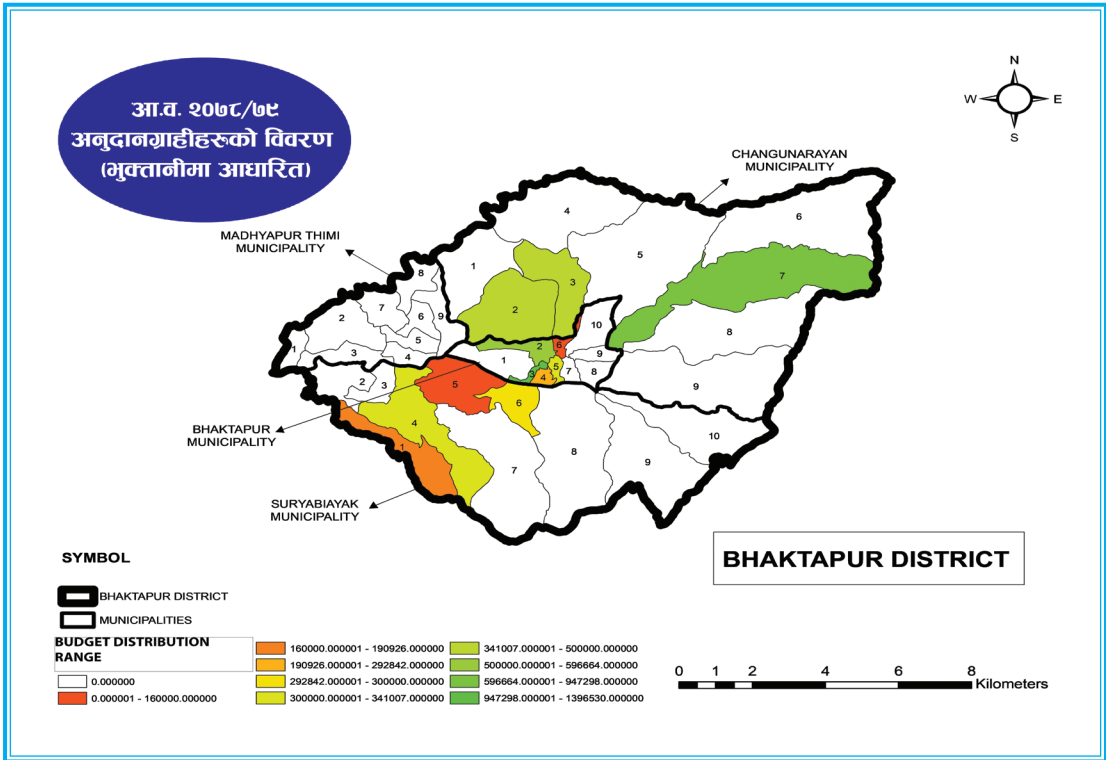 आ.व. २०७८/७९
अनुदानग्राहीहरुको विवरण
(भुक्तानीमा आधारित)
N
W
E
S
CHANGUNARAYAN
MUNICIPALITY
MADHYAPUR THIMI
MUNICIPALITY
4
6
5
1
8
3
7
2
7
2
6
9
10
8
5
1
3
4
2
6
1
9
5
7
8
3
4
2
3
5
6
9
4
1
10
7
8
9
BHAKTAPUR
MUNICIPALITY
SURYABIAYAK
MUNICIPALITY
BHAKTAPUR DISTRICT
SYMBOL
BHAKTAPUR DISTRICT
MUNICIPALITIES
BUDGET DISTRIBUTION
RANGE
0.000000
0.000001 - 160000.000000
160000.000001 - 190926.000000
190926.000001 - 292842.000000
292842.000001 - 300000.000000
300000.000001 - 341007.000000
341007.000001 - 500000.000000
500000.000001 - 596664.000000
596664.000001 - 947298.000000
947298.000001 - 1396530.000000
0 1 2 4 6 8
Kilometers